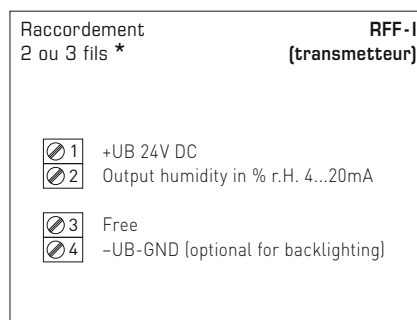 Raccordement RFF-I
2 ou 3 fils * (transmetteur)
1 +UB 24V DC
2 Output humidity in % r.H. 4...20mA
3 Free
4 –UB-GND (optional for backlighting)